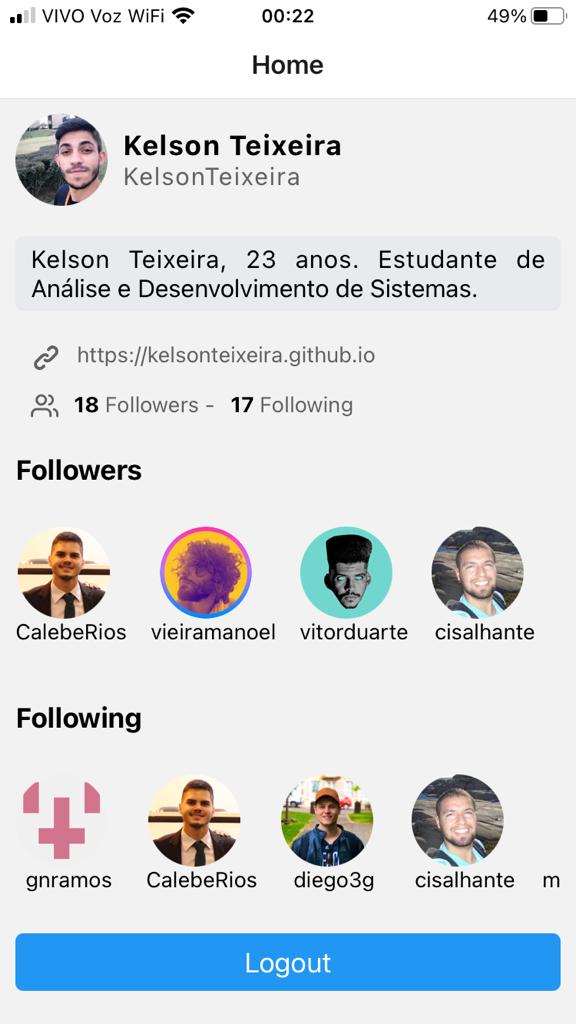 VIVO Voz WiFi 00:22 49%
Home
Kelson Teixeira
KelsonTeixeira
Kelson Teixeira, 23 anos. Estudante de
Análise e Desenvolvimento de Sistemas.
https://kelsonteixeira.github.io
18 Followers - 17 Following
Followers
CalebeRios vieiramanoel vitorduarte cisalhante
Following
gnramos CalebeRios diego3g cisalhante m
Logout